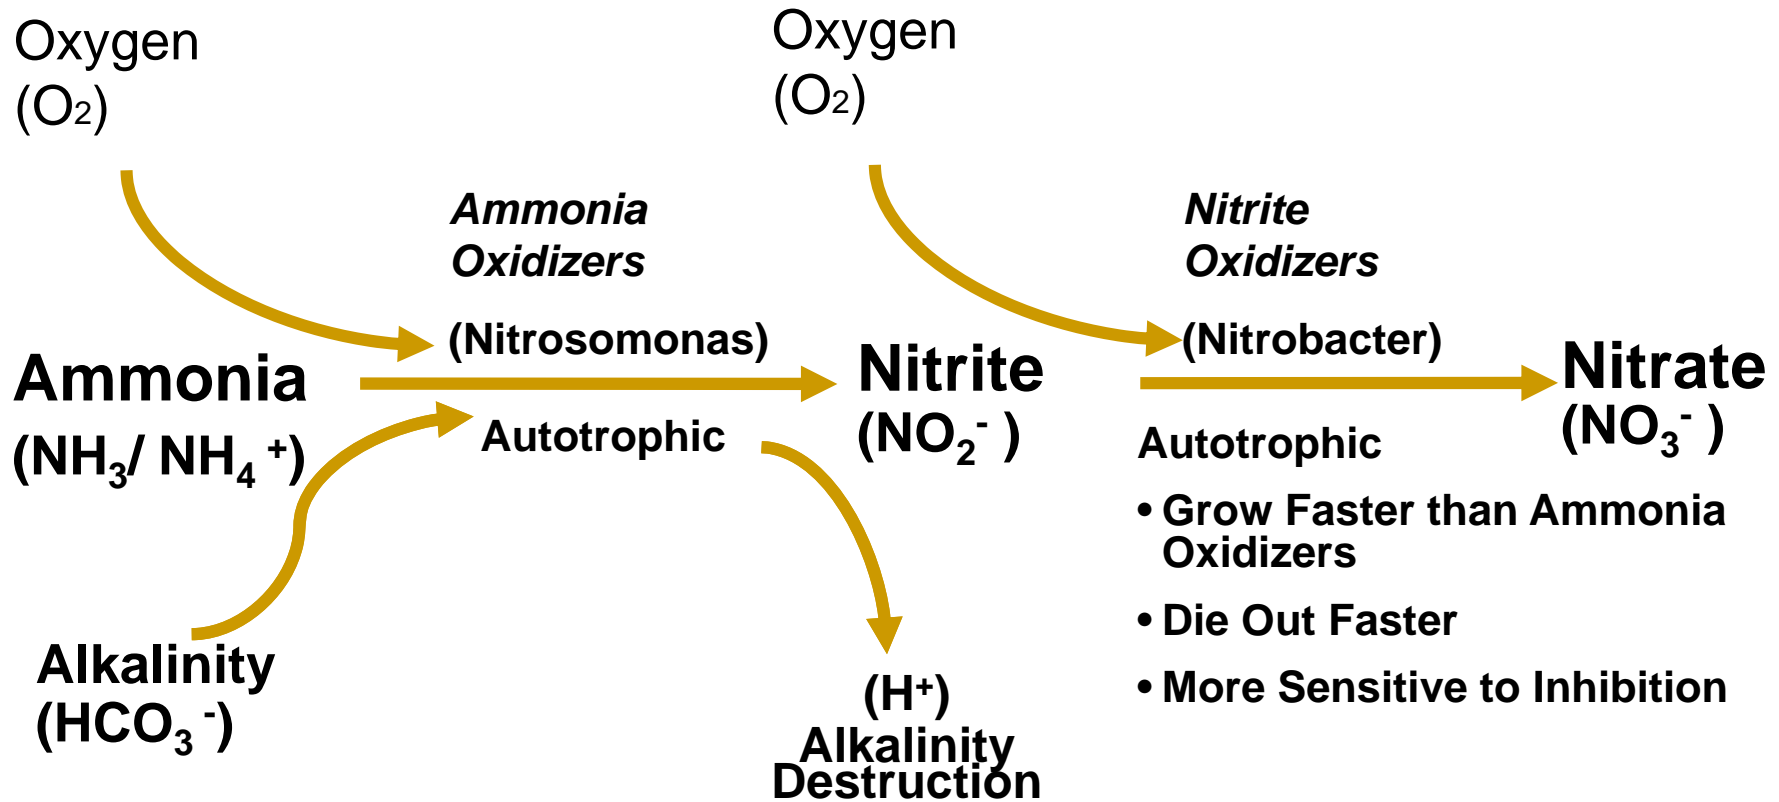 Oxygen
(O₂)
Oxygen
(O₂)
Ammonia
Oxidizers
(Nitrosomonas)
Nitrite
Oxidizers
(Nitrobacter)
Ammonia
(NH₃/ NH₄ ⁺)
Autotrophic
Nitrite
(NO₂⁻ )
Autotrophic
Nitrate
(NO₃⁻ )
• Grow Faster than Ammonia
Oxidizers
• Die Out Faster
• More Sensitive to Inhibition
Alkalinity
(HCO₃ ⁻)
(H⁺)
Alkalinity
Destruction